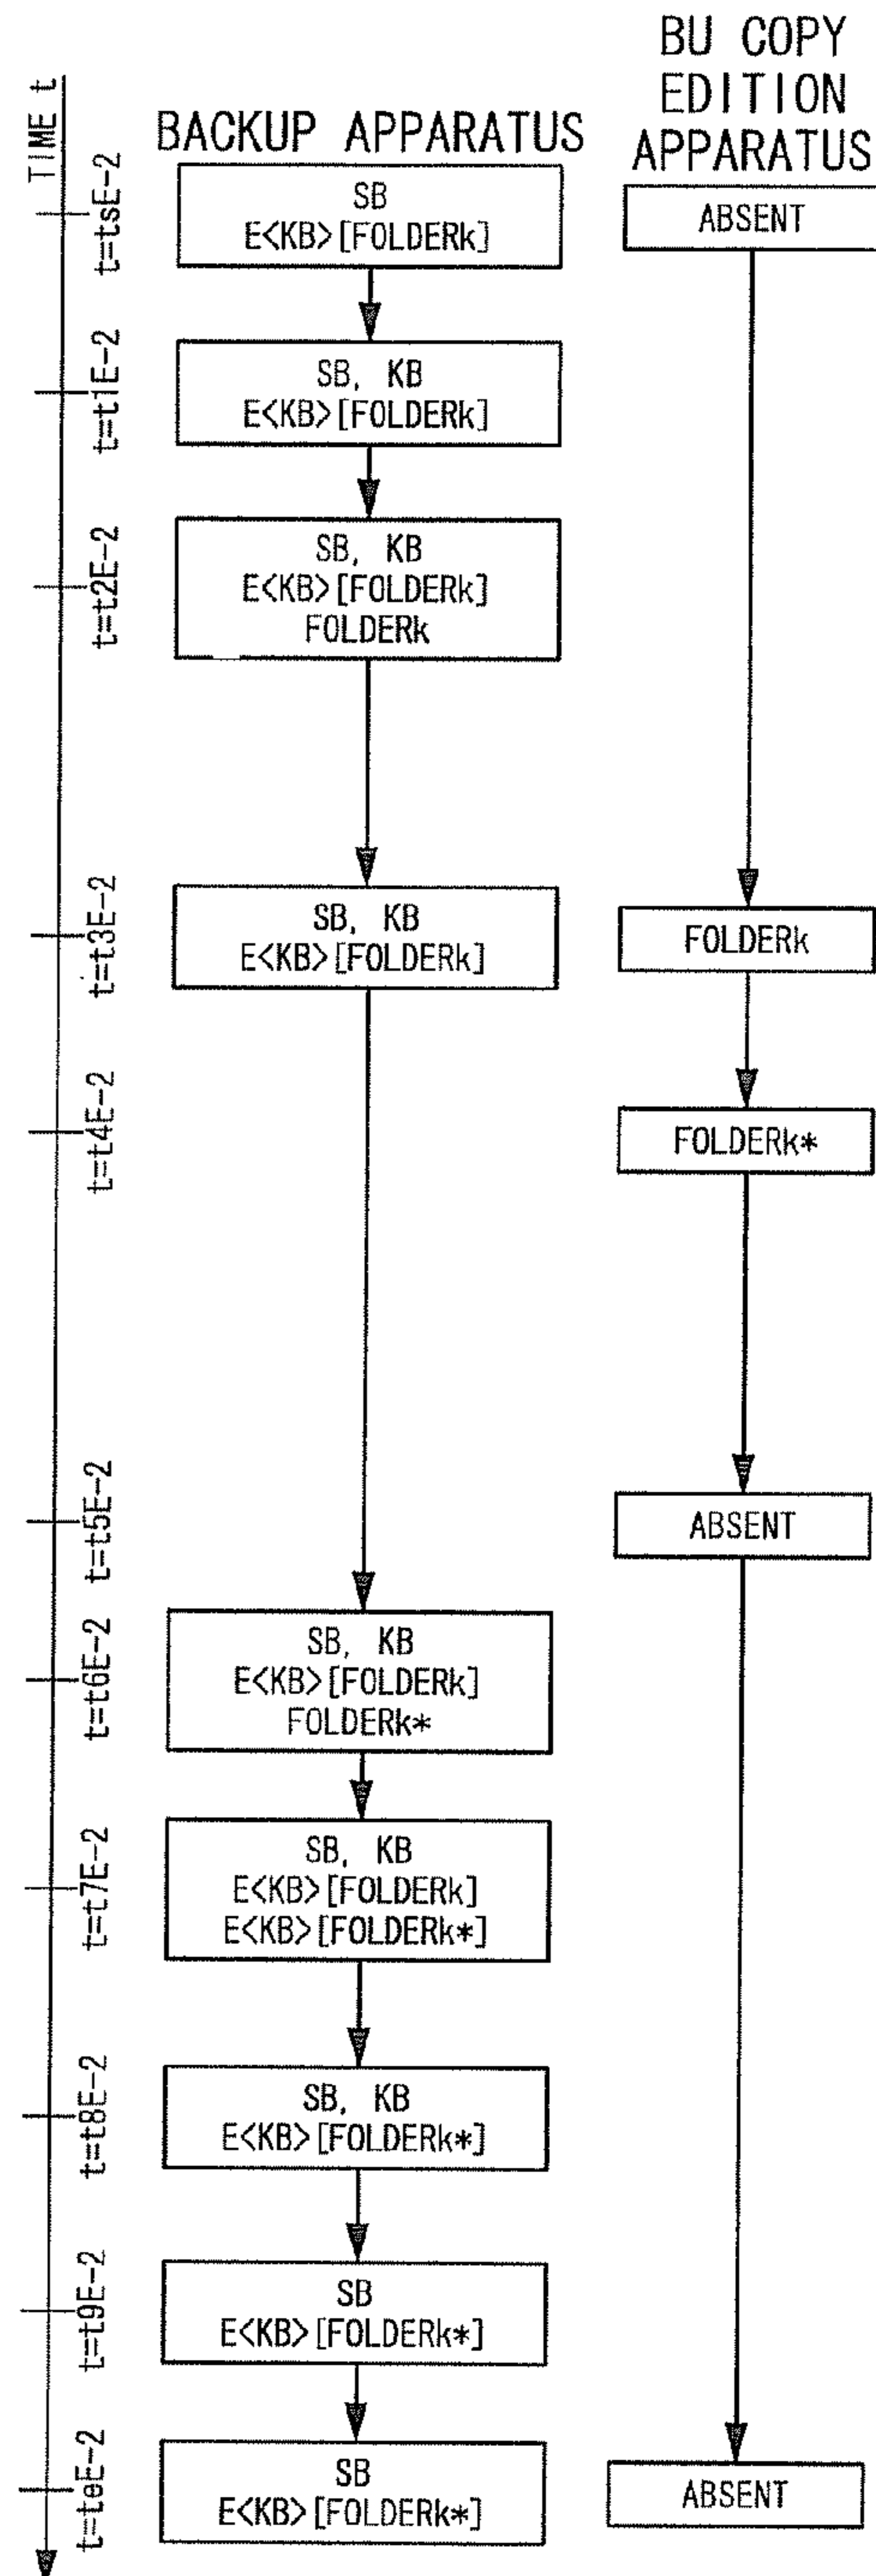 BU COPY
EDITION
APPARATUS
BACKUP APPARATUS
TIME t
t=tsE-2
SB
E<KB>[FOLDERk]
ABSENT
t=t1E-2
SB, KB
E<KB>[FOLDERk]
t=t2E-2
SB, KB
E<KB>[FOLDERk]
FOLDERk
t=t3E-2
SB, KB
E<KB>[FOLDERk]
FOLDERk
t=t4E-2
FOLDERk*
t=t5E-2
ABSENT
t=t6E-2
SB, KB
E<KB>[FOLDERk]
FOLDERk*
t=t7E-2
SB, KB
E<KB>[FOLDERk]
E<KB>[FOLDERk*]
t=t8E-2
SB, KB
E<KB>[FOLDERk*]
t=t9E-2
SB
E<KB>[FOLDERk*]
t=teE-2
SB
E<KB>[FOLDERk*]
ABSENT